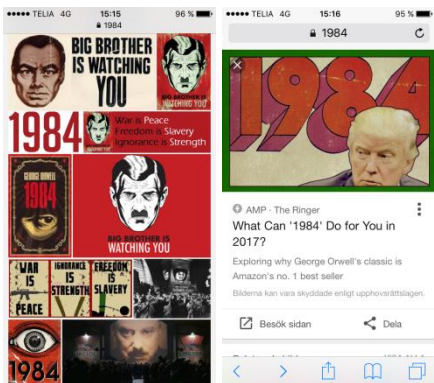 TELIA 4G 15:15 96 %
1984
BIG BROTHER
IS WATCHING
YOU
BIG BROTHER IS
WATCHING YOU
1984
War is Peace
Freedom is Slavery
Ignorance is Strength
GEORGE ORWELL
1984
BIG BROTHER IS
WATCHING YOU
WAR
IS
PEACE
IGNORANCE
IS
STRENGTH
FREEDOM
IS
SLAVERY
1984
TELIA 4G 15:16 95 %
1984
1984
AMP · The Ringer
What Can '1984' Do for You in
2017?
Exploring why George Orwell's classic is
Amazon's no. 1 best seller
Bilderna kan vara skyddade enligt upphovsrättslagen.
Besök sidan
Dela